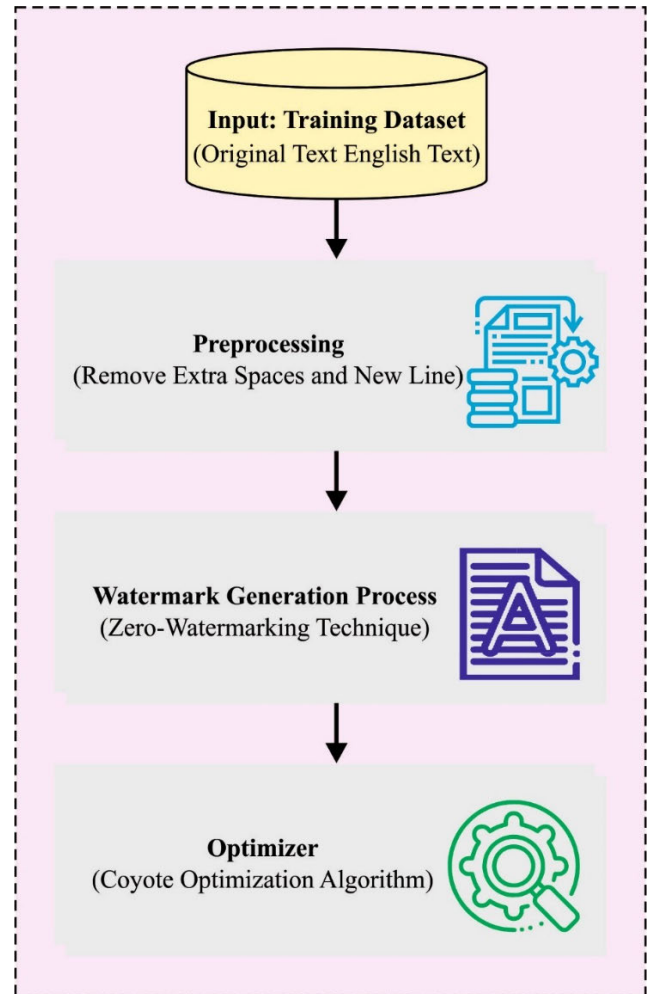 Input: Training Dataset
(Original Text English Text)
Preprocessing
(Remove Extra Spaces and New Line)
Watermark Generation Process
(Zero-Watermarking Technique)
Optimizer
(Coyote Optimization Algorithm)